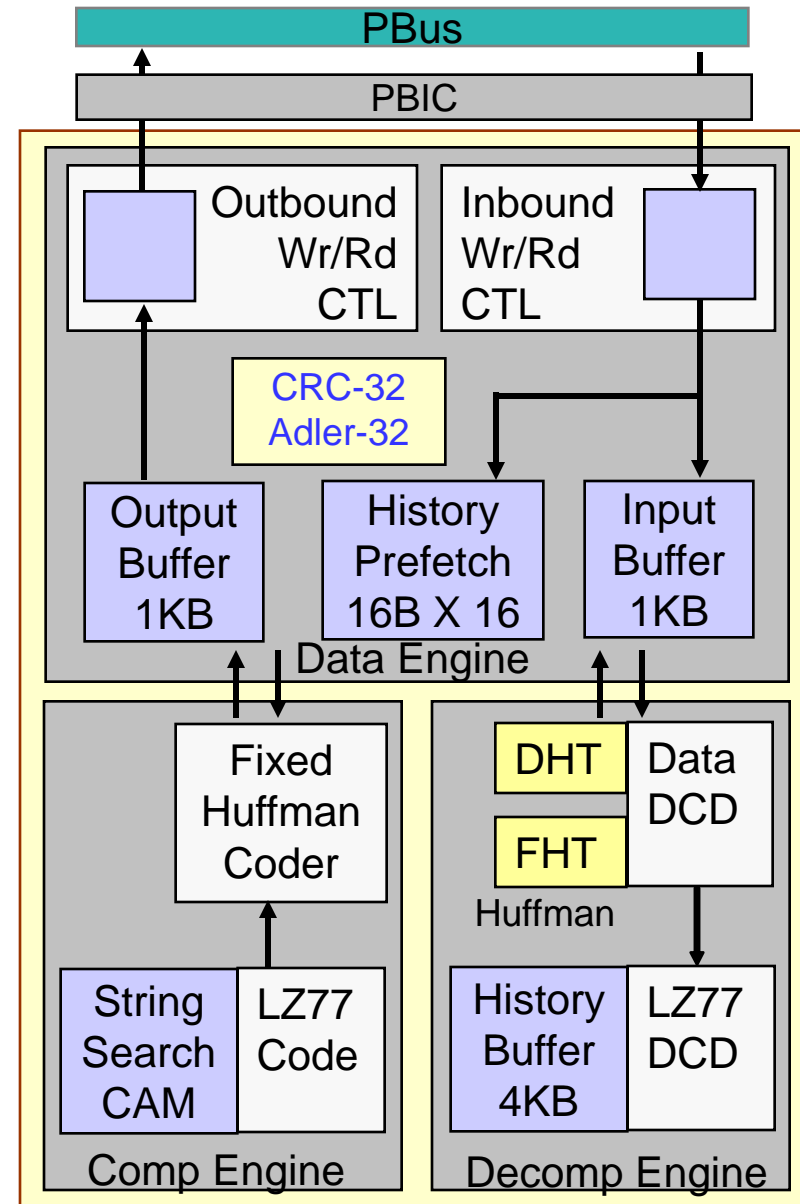 PBus
PBIC
Outbound
Wr/Rd
CTL
Inbound
Wr/Rd
CTL
CRC-32
Adler-32
Output
Buffer
1KB
History
Prefetch
16B X 16
Input
Buffer
1KB
Data Engine
Fixed
Huffman
Coder
String
Search
CAM
LZ77
Code
Comp Engine
DHT
FHT
Huffman
Data
DCD
History
Buffer
4KB
LZ77
DCD
Decomp Engine